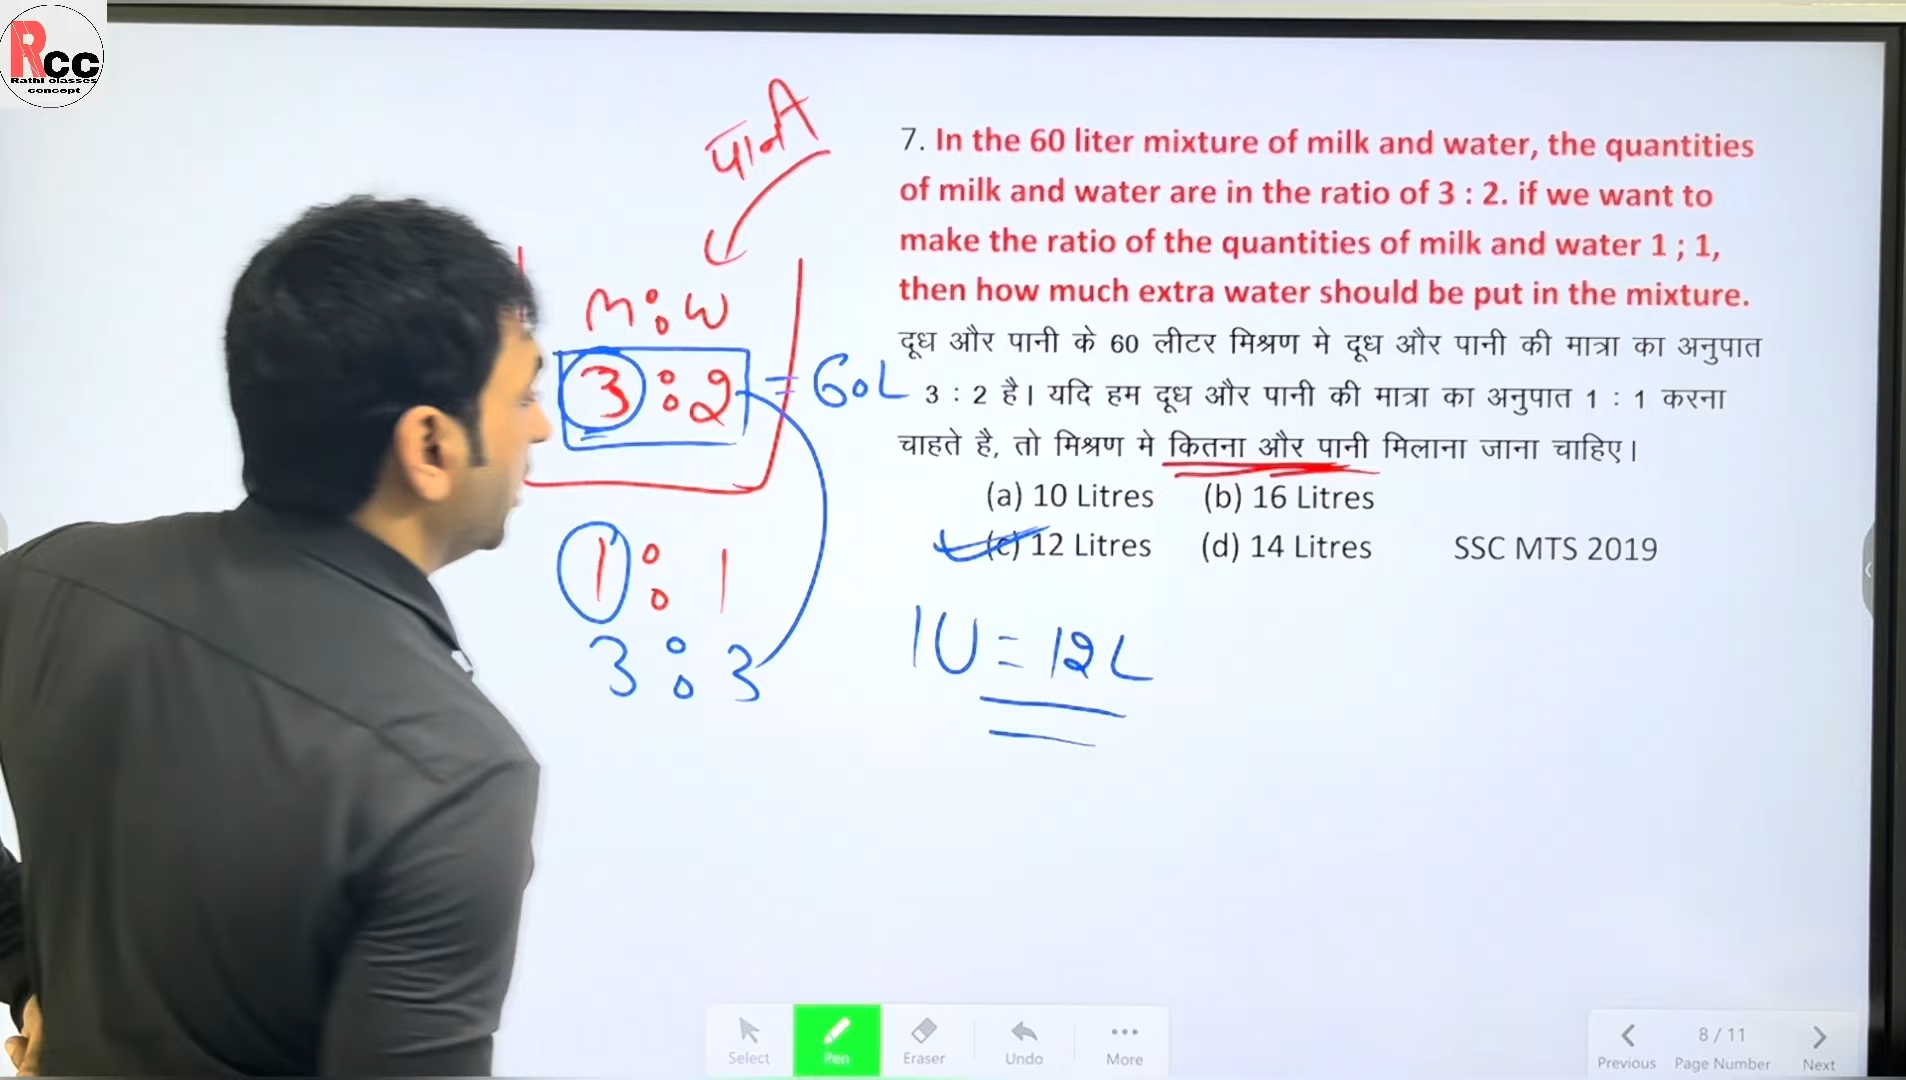 Rcc
Rathi classes
concept
7. In the 60 liter mixture of milk and water, the quantities
of milk and water are in the ratio of 3 : 2. if we want to
make the ratio of the quantities of milk and water 1 ; 1,
then how much extra water should be put in the mixture.
दूध और पानी के 60 लीटर मिश्रण मे दूध और पानी की मात्रा का अनुपात
3 : 2 है। यदि हम दूध और पानी की मात्रा का अनुपात 1 : 1 करना
चाहते है, तो मिश्रण मे कितना और पानी मिलाना जाना चाहिए।
(a) 10 Litres (b) 16 Litres
(c) 12 Litres (d) 14 Litres SSC MTS 2019
M : W
3 : 2 = 60L
1 : 1
3 : 3
1U = 12L
Select Pen Eraser Undo More
8 / 11
Previous Page Number Next